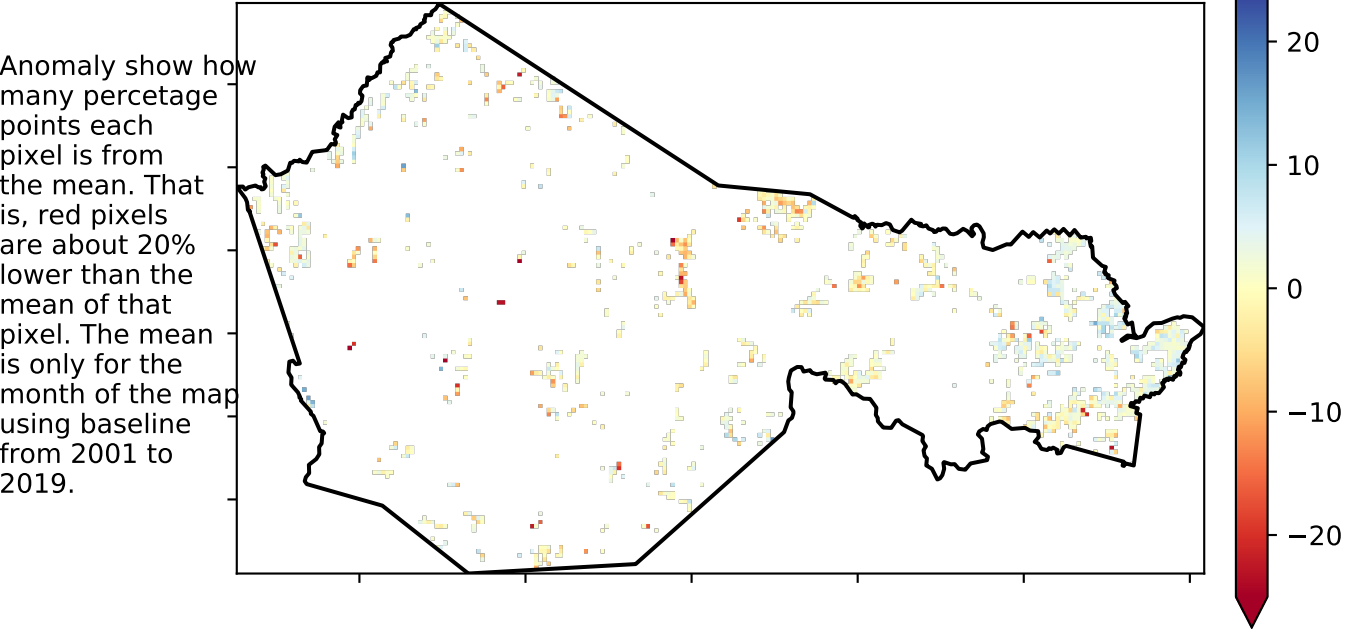 Anomaly show how
many percetage
points each
pixel is from
the mean. That
is, red pixels
are about 20%
lower than the
mean of that
pixel. The mean
is only for the
month of the map
using baseline
from 2001 to
2019.
20
10
0
−10
−20